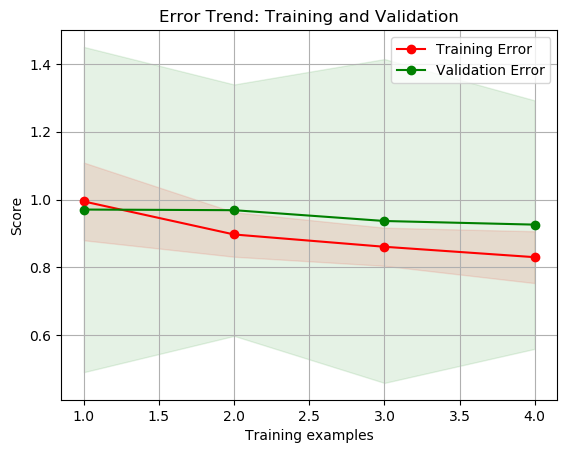 Error Trend: Training and Validation
Training Error
Validation Error
Score
1.4
1.2
1.0
0.8
0.6
1.0 1.5 2.0 2.5 3.0 3.5 4.0
Training examples